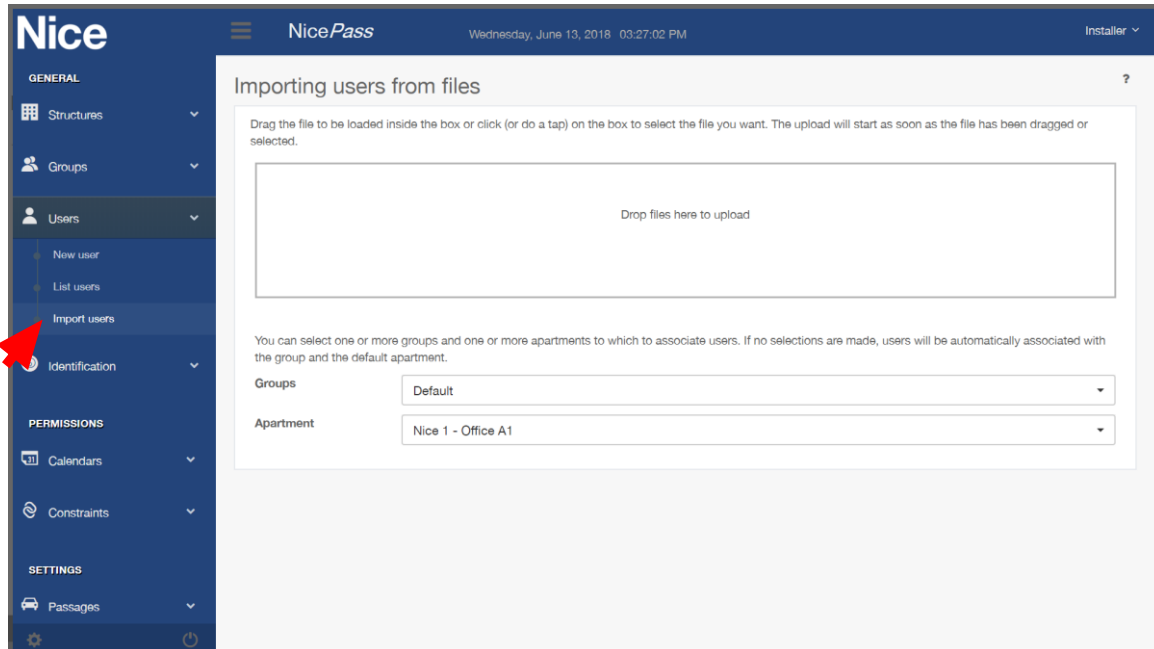 Nice
NicePass
Wednesday, June 13, 2018 03:27:02 PM
Installer
GENERAL
Structures
Groups
Users
New user
List users
Import users
Identification
PERMISSIONS
31
Calendars
Constraints
SETTINGS
Passages
Importing users from files
?
Drag the file to be loaded inside the box or click (or do a tap) on the box to select the file you want. The upload will start as soon as the file has been dragged or
selected.
Drop files here to upload
You can select one or more groups and one or more apartments to which to associate users. If no selections are made, users will be automatically associated with
the group and the default apartment.
Groups
Default
Apartment
Nice 1 - Office A1